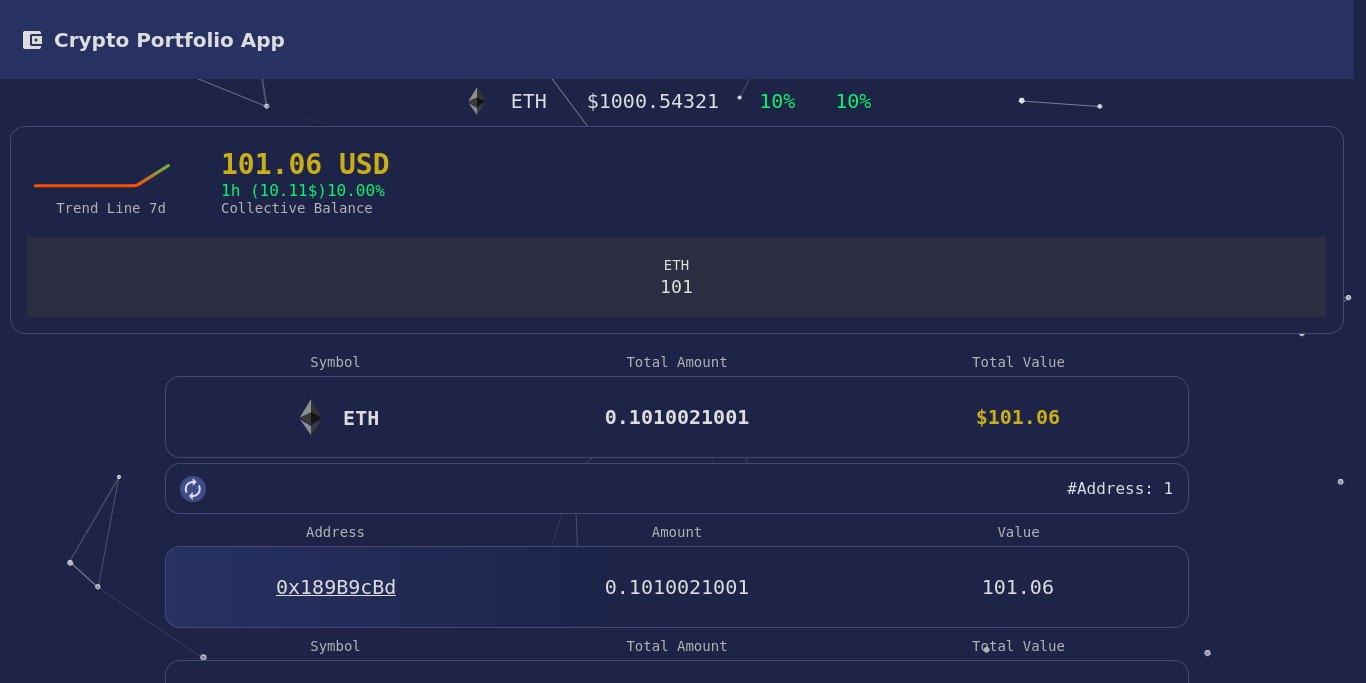 Crypto Portfolio App
ETH $1000.54321 10% 10%
101.06 USD
1h (10.11$)10.00%
Trend Line 7d Collective Balance
ETH
101
Symbol Total Amount Total Value
ETH 0.1010021001 $101.06
#Address: 1
Address Amount Value
0x189B9cBd 0.1010021001 101.06
Symbol Total Amount Total Value